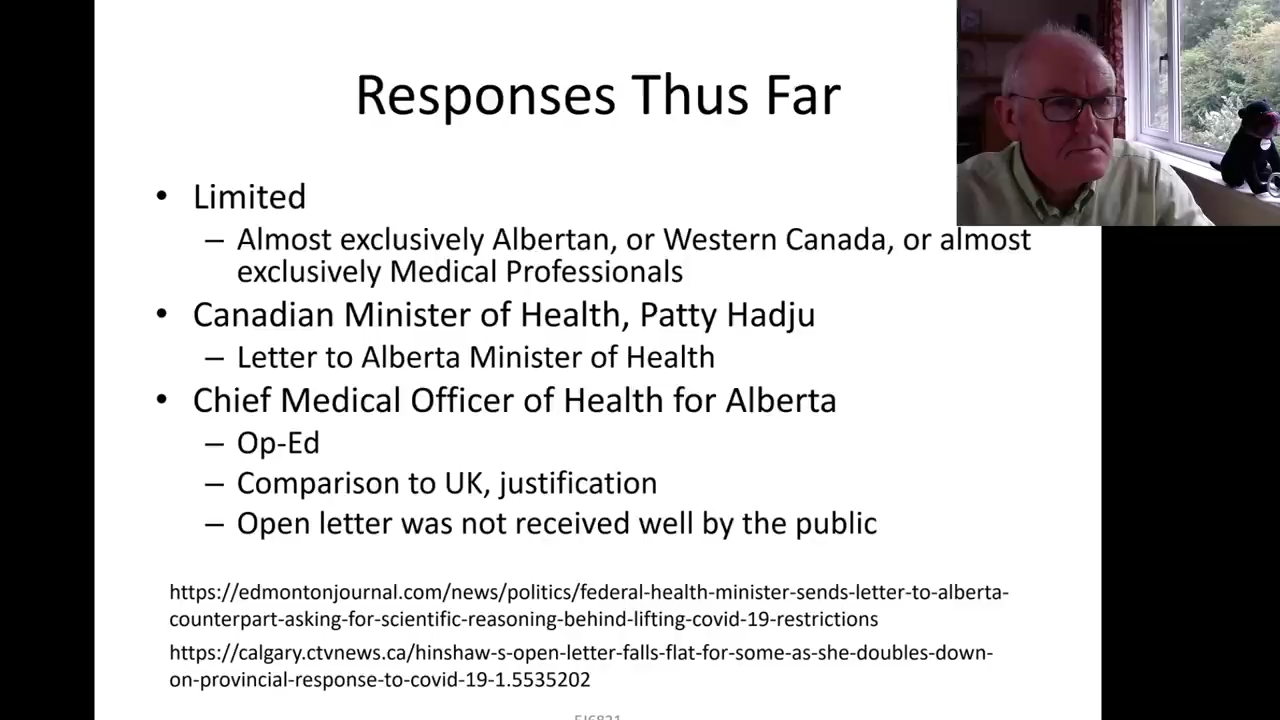 Responses Thus Far
• Limited
– Almost exclusively Albertan, or Western Canada, or almost
exclusively Medical Professionals
• Canadian Minister of Health, Patty Hadju
– Letter to Alberta Minister of Health
• Chief Medical Officer of Health for Alberta
– Op-Ed
– Comparison to UK, justification
– Open letter was not received well by the public
https://edmontonjournal.com/news/politics/federal-health-minister-sends-letter-to-alberta-
counterpart-asking-for-scientific-reasoning-behind-lifting-covid-19-restrictions
https://calgary.ctvnews.ca/hinshaw-s-open-letter-falls-flat-for-some-as-she-doubles-down-
on-provincial-response-to-covid-19-1.5535202